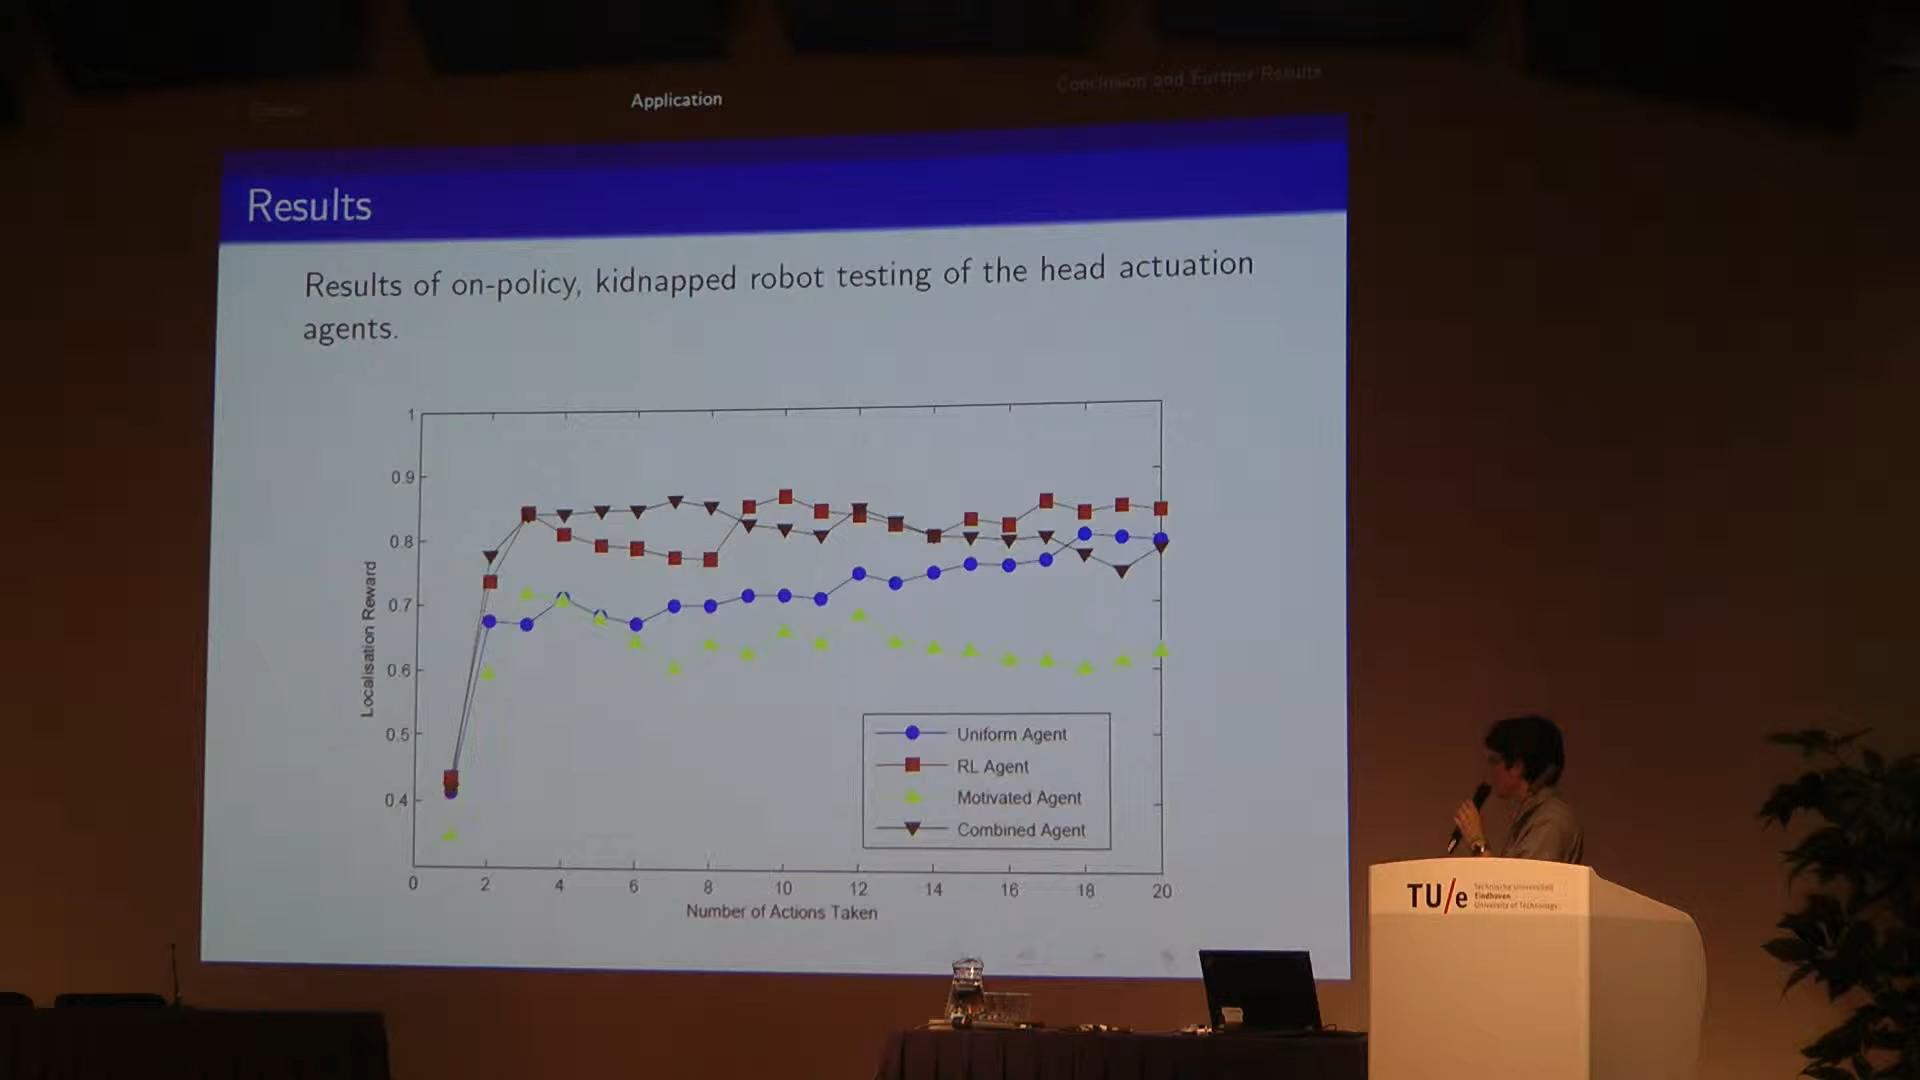 Application
Conclusion and Further Results
Results
Results of on-policy, kidnapped robot testing of the head actuation
agents.
1
0.9
0.8
0.7
0.6
0.5
0.4
Localisation Reward
Uniform Agent
RL Agent
Motivated Agent
Combined Agent
0 2 4 6 8 10 12 14 16 18 20
Number of Actions Taken
TU/e
Technische Universiteit
Eindhoven
University of Technology